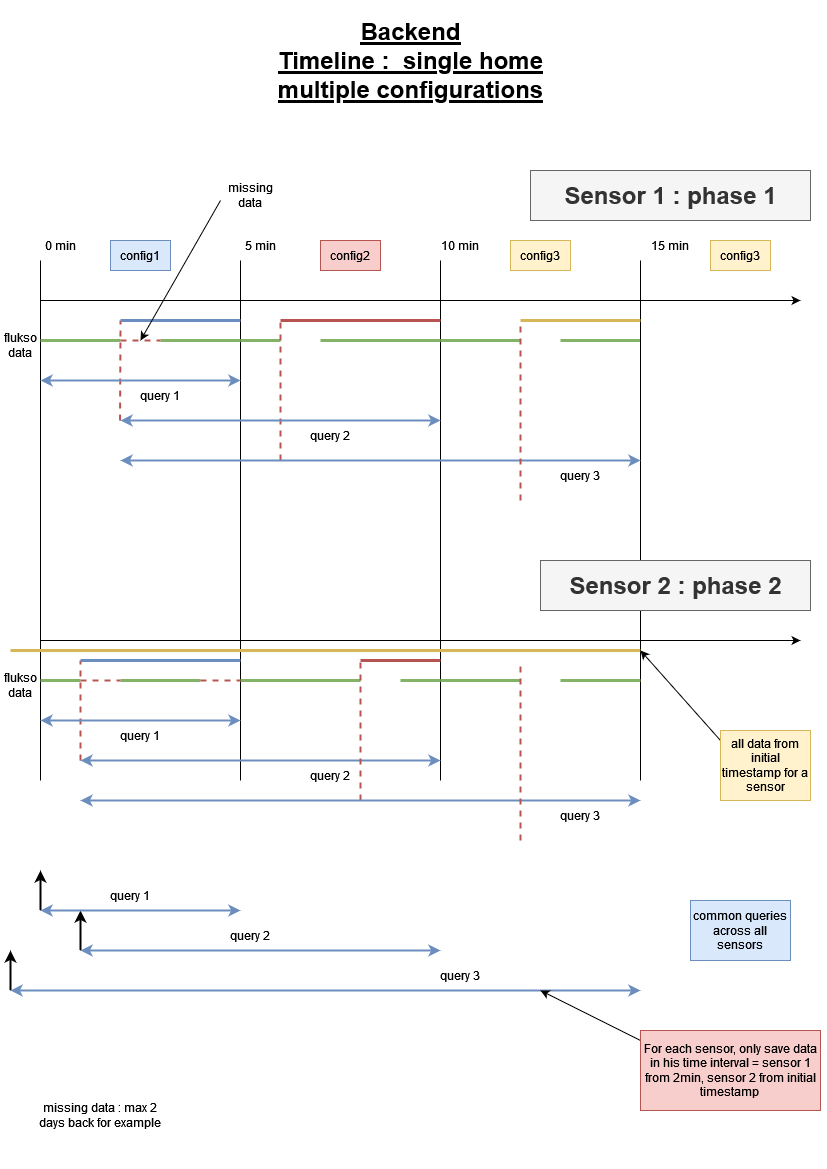 Backend
Timeline :  single home
multiple configurations
missing
data
Sensor 1 : phase 1
0 min
config1
5 min
config2
10 min
config3
15 min
config3
flukso
data
query 1
query 2
query 3
Sensor 2 : phase 2
flukso
data
query 1
query 2
query 3
all data from
initial
timestamp for a
sensor
query 1
query 2
query 3
common queries
across all
sensors
For each sensor, only save data
in his time interval = sensor 1
from 2min, sensor 2 from initial
timestamp
missing data : max 2
days back for example